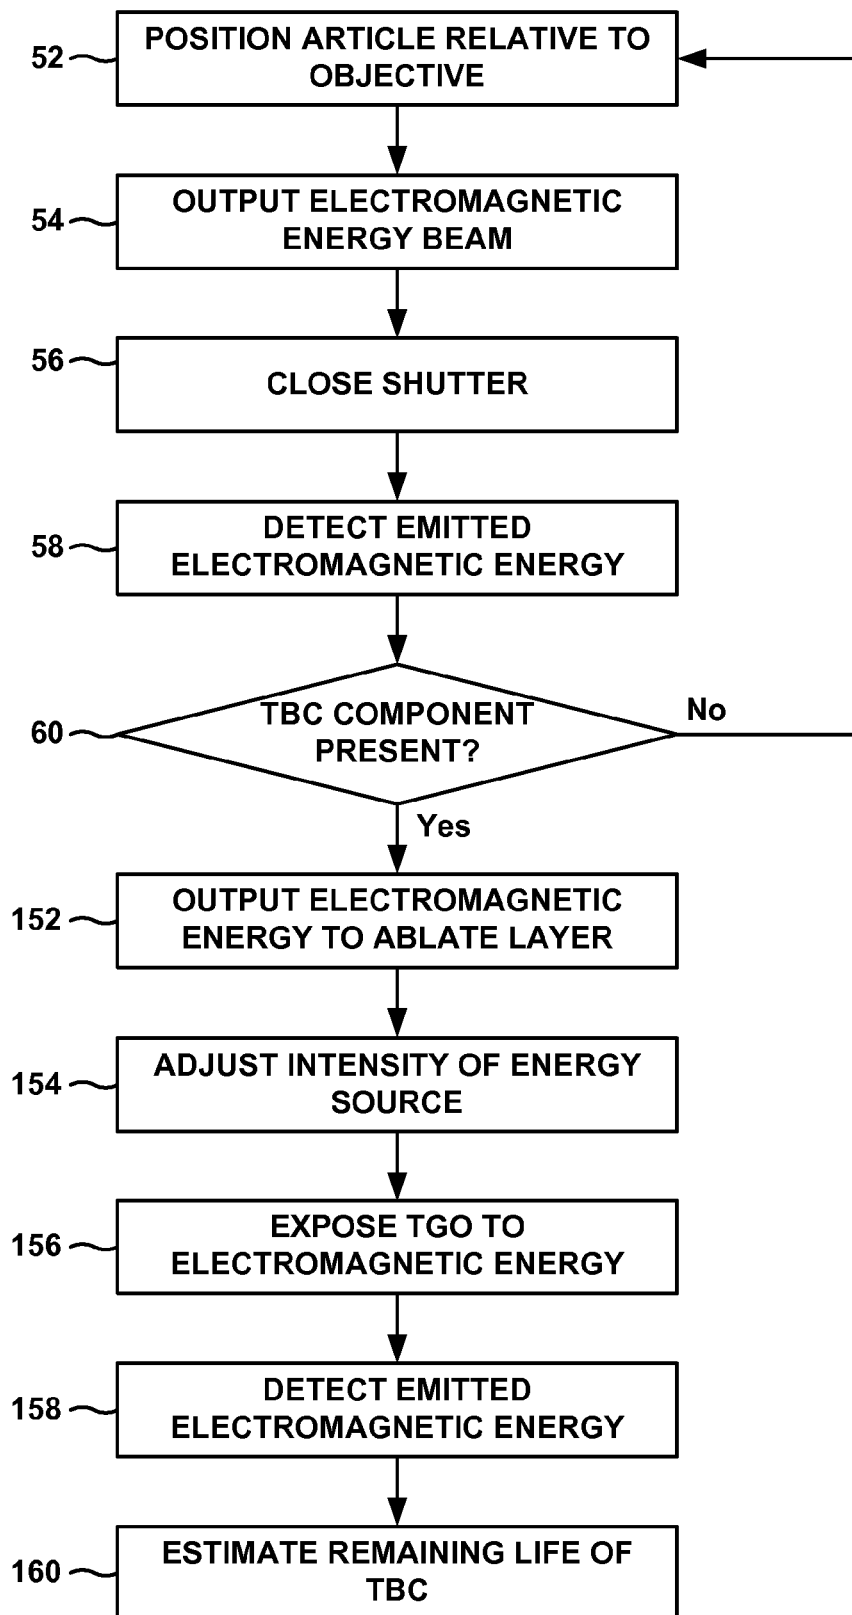 52
POSITION ARTICLE RELATIVE TO
OBJECTIVE
54
OUTPUT ELECTROMAGNETIC
ENERGY BEAM
56
CLOSE SHUTTER
58
DETECT EMITTED
ELECTROMAGNETIC ENERGY
60
TBC COMPONENT
PRESENT?
No
Yes
152
OUTPUT ELECTROMAGNETIC
ENERGY TO ABLATE LAYER
154
ADJUST INTENSITY OF ENERGY
SOURCE
156
EXPOSE TGO TO
ELECTROMAGNETIC ENERGY
158
DETECT EMITTED
ELECTROMAGNETIC ENERGY
160
ESTIMATE REMAINING LIFE OF
TBC